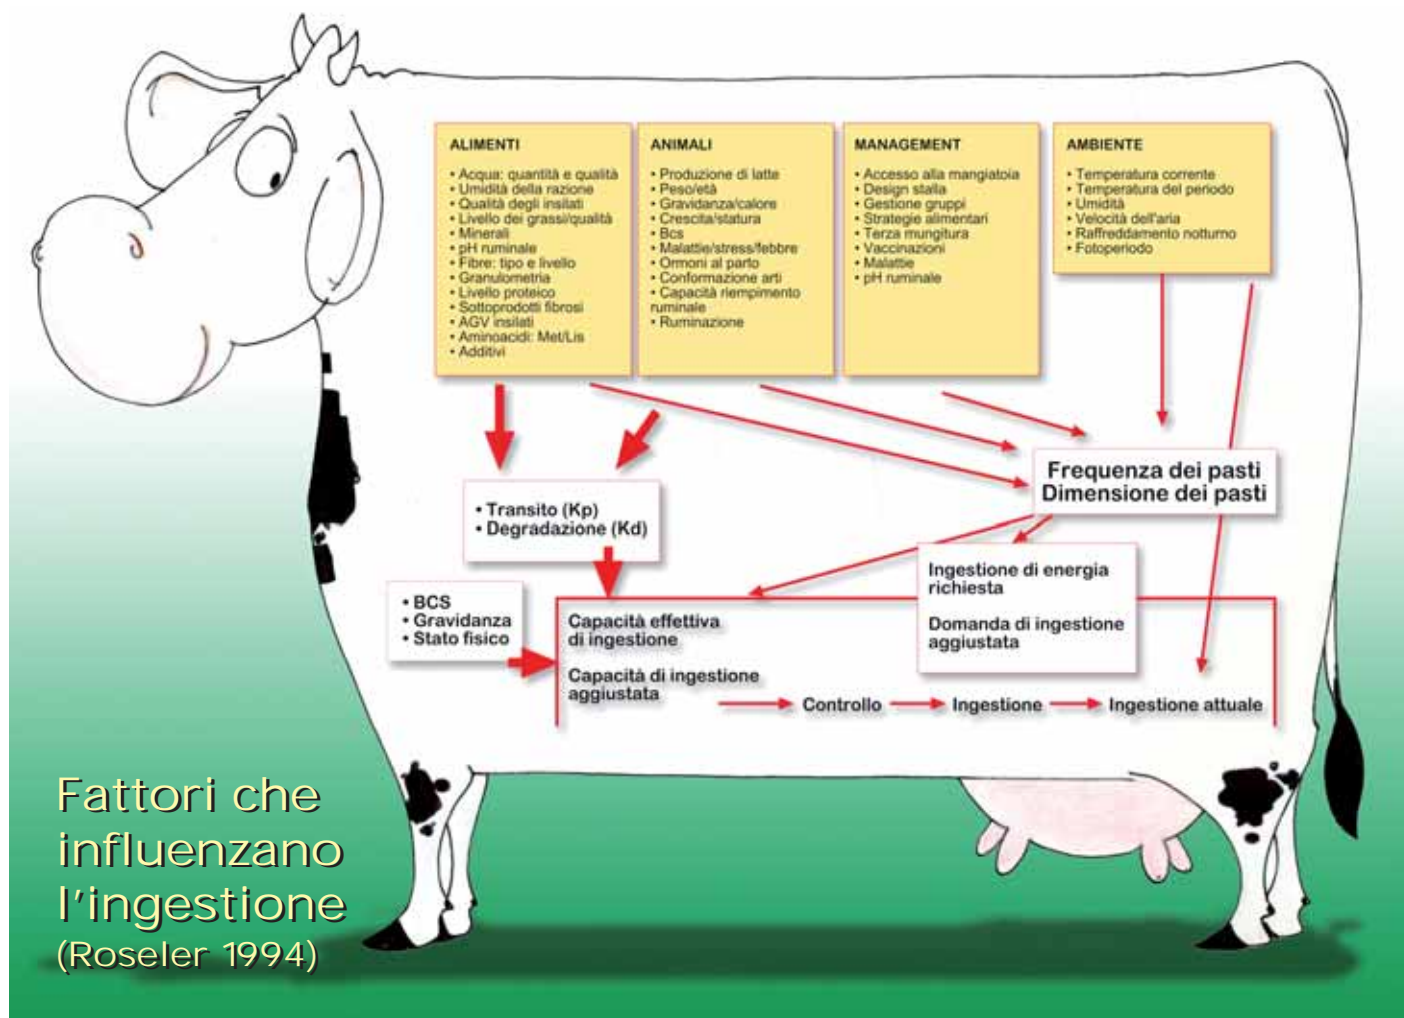 ALIMENTI
• Acqua: quantità e qualità
• Umidità della razione
• Qualità degli insilati
• Livello dei grassi/qualità
• Minerali
• pH ruminale
• Fibre: tipo e livello
• Granulometria
• Livello proteico
• Sottoprodotti fibrosi
• AGV insilati
• Aminoacidi: Met/Lis
• Additivi
ANIMALI
• Produzione di latte
• Peso/età
• Gravidanza/calore
• Crescita/statura
• Bcs
• Malattie/stress/febbre
• Ormoni al parto
• Conformazione arti
• Capacità riempimento
ruminale
• Ruminazione
MANAGEMENT
• Accesso alla mangiatoia
• Design stalla
• Gestione gruppi
• Strategie alimentari
• Terza mungitura
• Vaccinazioni
• Malattie
• pH ruminale
AMBIENTE
• Temperatura corrente
• Temperatura del periodo
• Umidità
• Velocità dell'aria
• Raffreddamento notturno
• Fotoperiodo
Frequenza dei pasti
Dimensione dei pasti
• Transito (Kp)
• Degradazione (Kd)
Ingestione di energia
richiesta
Domanda di ingestione
aggiustata
• BCS
• Gravidanza
• Stato fisico
Capacità effettiva
di ingestione
Capacità di ingestione
aggiustata
Controllo
Ingestione
Ingestione attuale
Fattori che
influenzano
l'ingestione
(Roseler 1994)